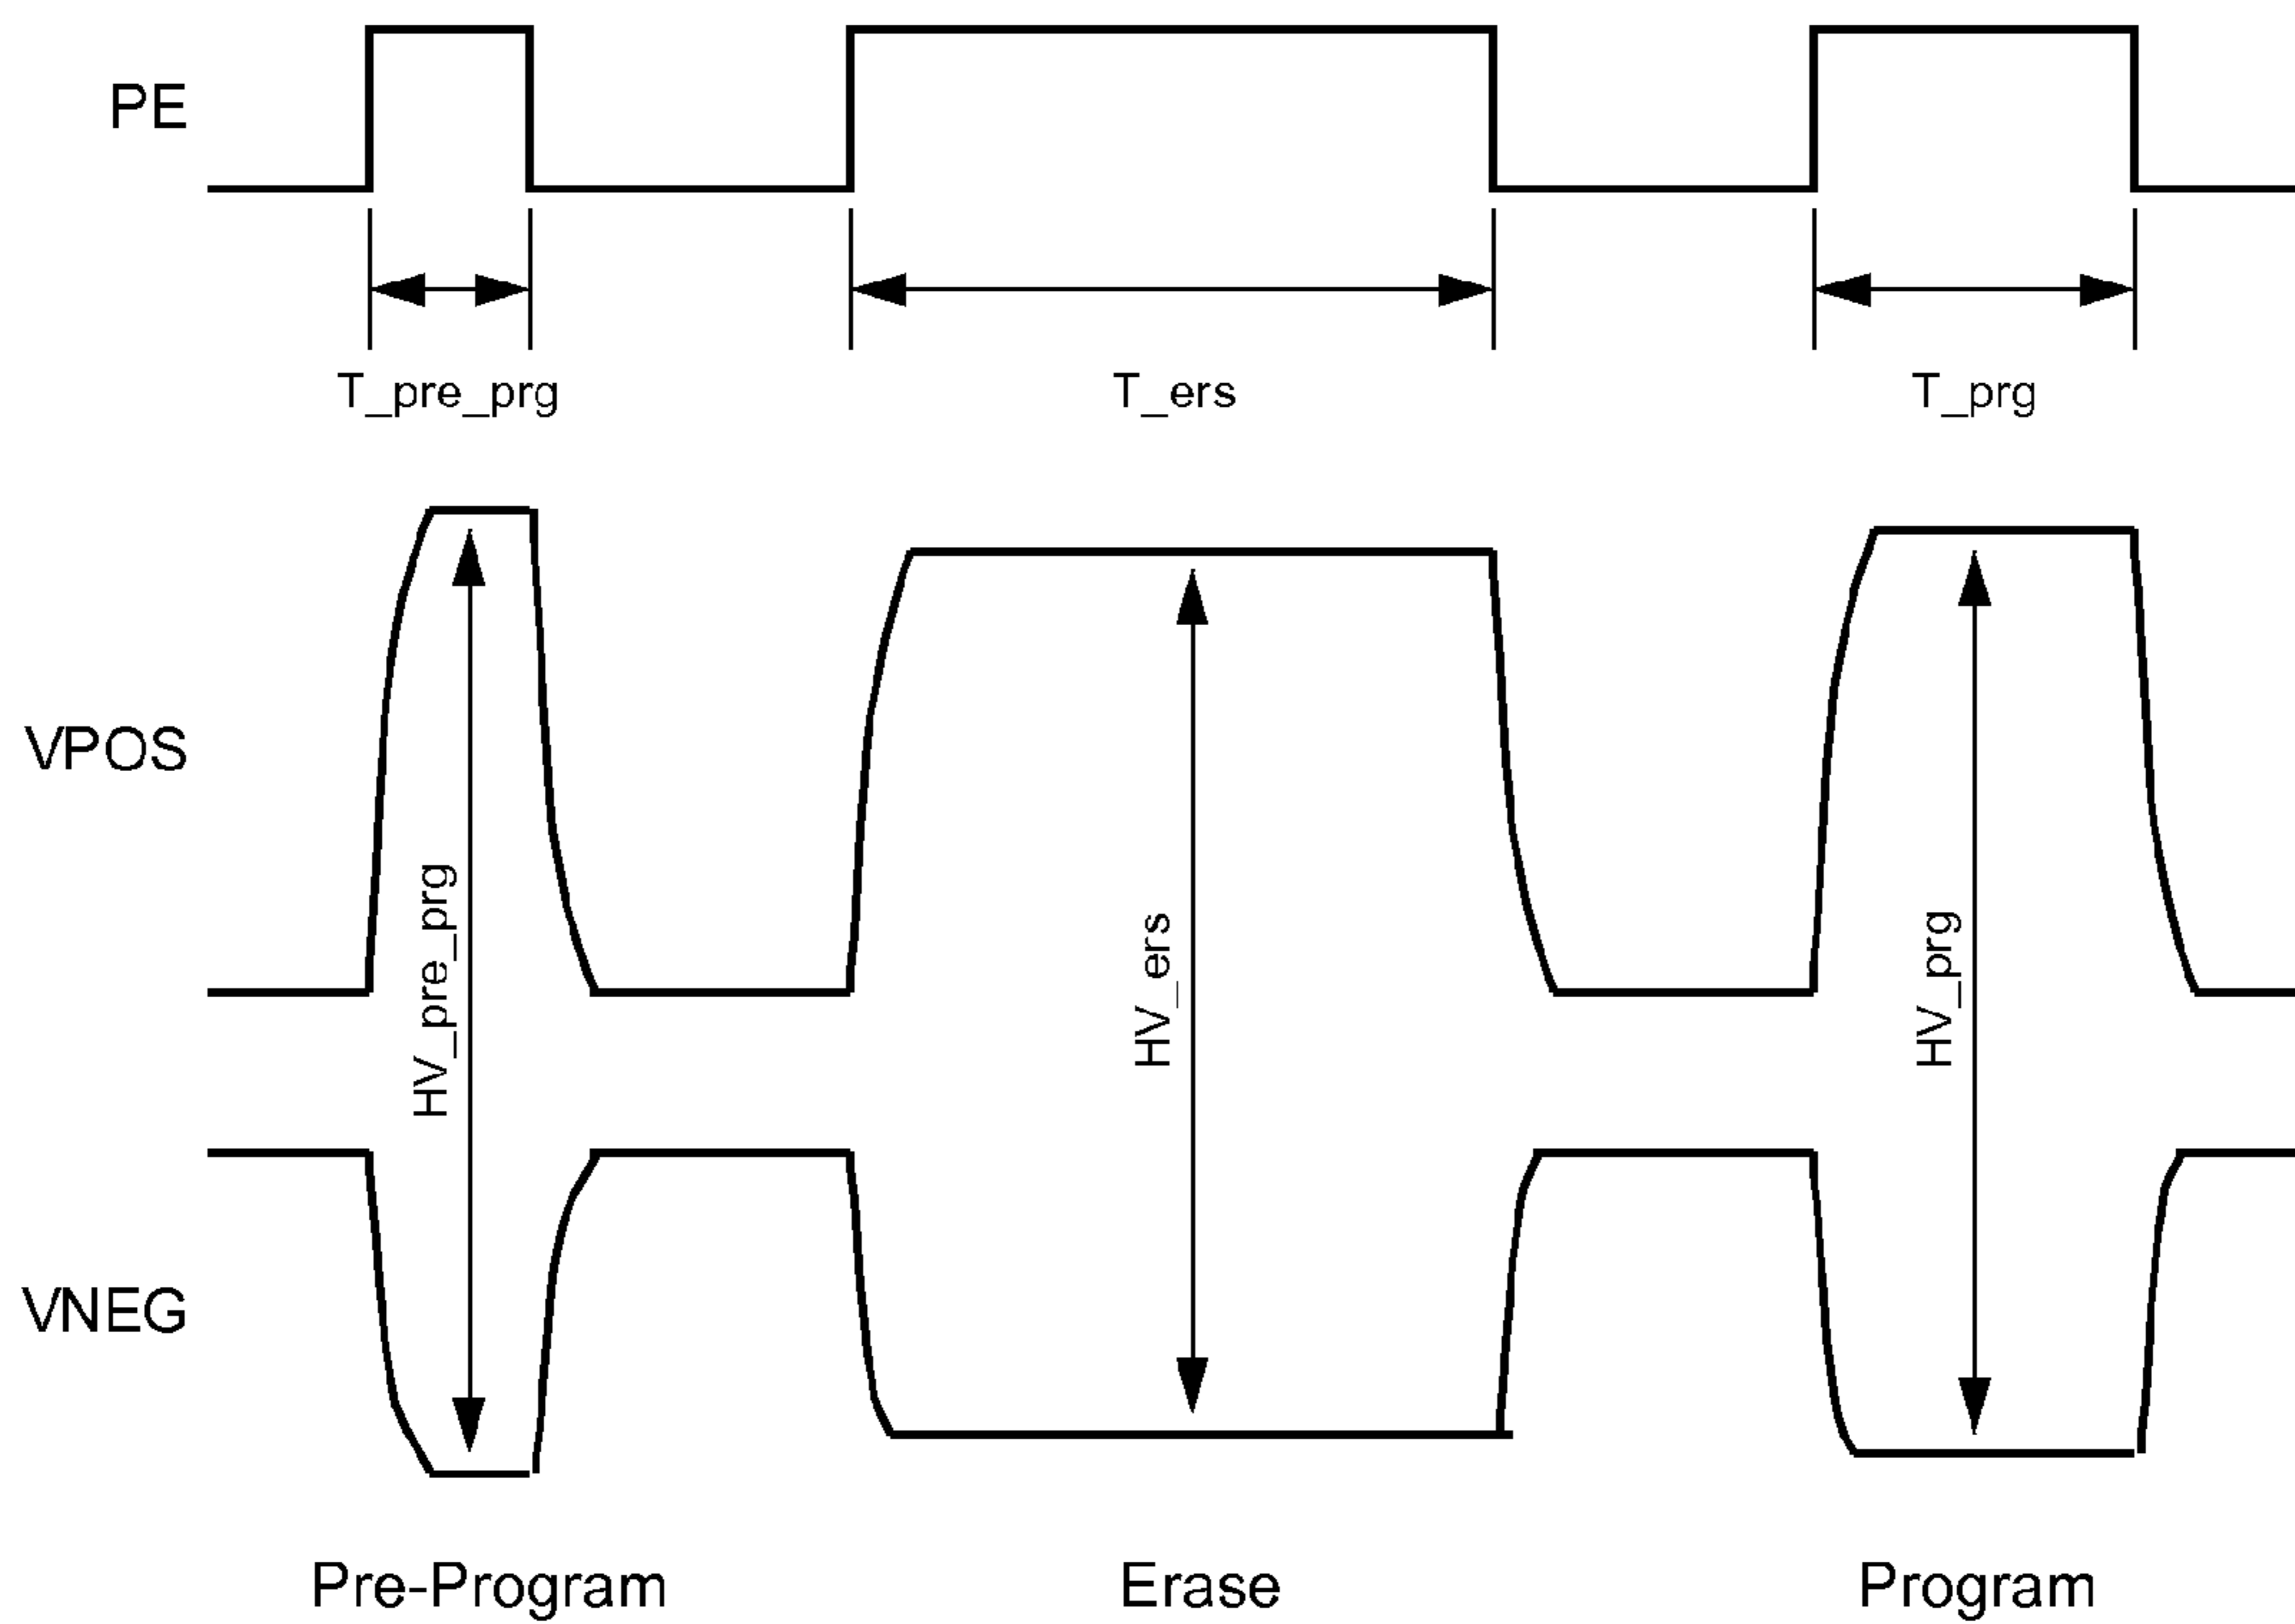 PE
T_pre_prg
T_ers
T_prg
VPOS
HV_pre_prg
HV_ers
HV_prg
VNEG
Pre-Program
Erase
Program